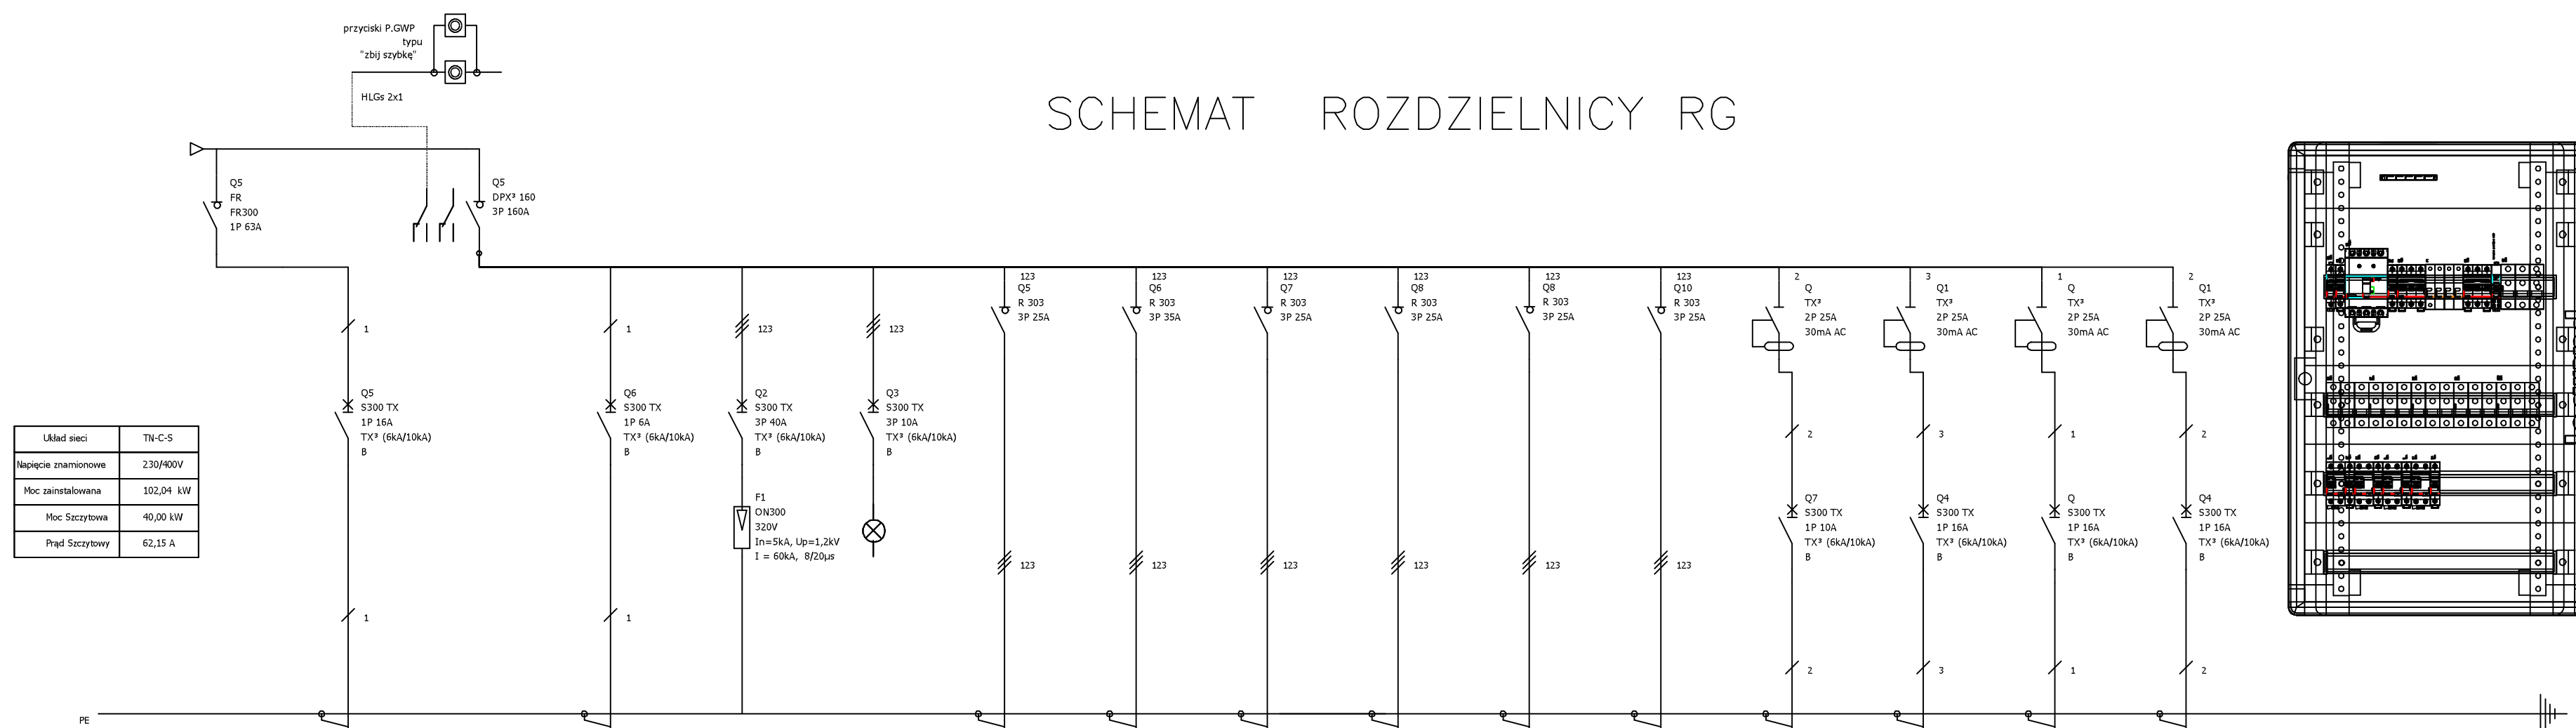 przyciski P.GWP
typu
"zbij szybkę"
HLGs 2x1
SCHEMAT ROZDZIELNICY RG
Q5
FR
FR300
1P 63A
Q5
DPX³ 160
3P 160A
1
Q5
S300 TX
1P 16A
TX³ (6kA/10kA)
B
1
1
Q6
S300 TX
1P 6A
TX³ (6kA/10kA)
B
1
123
Q2
S300 TX
3P 40A
TX³ (6kA/10kA)
B
F1
ON300
320V
In=5kA, Up=1,2kV
I = 60kA, 8/20µs
123
Q3
S300 TX
3P 10A
TX³ (6kA/10kA)
B
123
Q5
R 303
3P 25A
123
123
Q6
R 303
3P 35A
123
123
Q7
R 303
3P 25A
123
123
Q8
R 303
3P 25A
123
123
Q8
R 303
3P 25A
123
123
Q10
R 303
3P 25A
123
2
Q
TX³
2P 25A
30mA AC
2
Q7
S300 TX
1P 10A
TX³ (6kA/10kA)
B
2
3
Q1
TX³
2P 25A
30mA AC
3
Q4
S300 TX
1P 16A
TX³ (6kA/10kA)
B
3
1
Q
TX³
2P 25A
30mA AC
1
Q
S300 TX
1P 16A
TX³ (6kA/10kA)
B
1
2
Q1
TX³
2P 25A
30mA AC
2
Q4
S300 TX
1P 16A
TX³ (6kA/10kA)
B
2
Układ sieci TN-C-S
Napięcie znamionowe 230/400V
Moc zainstalowana 102,04 kW
Moc Szczytowa 40,00 kW
Prąd Szczytowy 62,15 A
PE